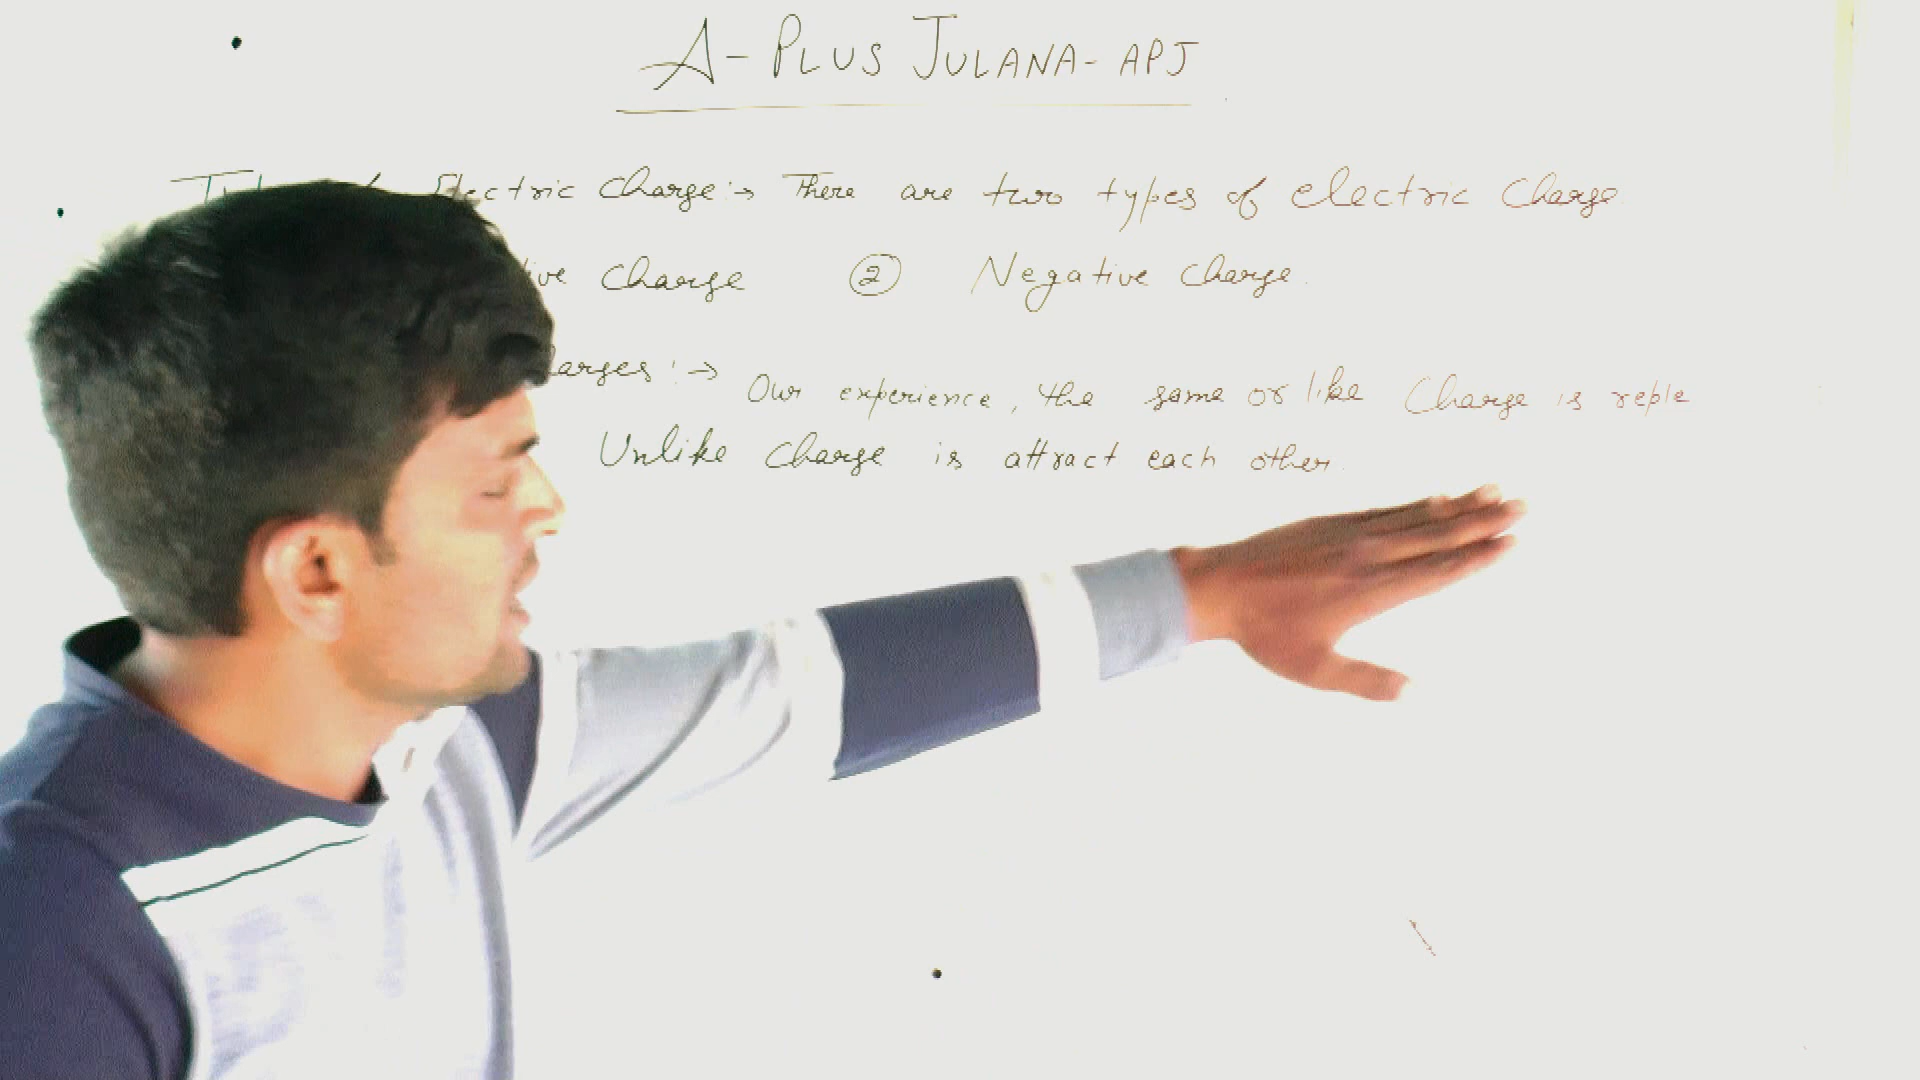 A-PLUS JULANA-APJ
Electric Charge:→ There are two types of electric Charge
ive Charge ② Negative Charge.
harges:→ Our experience, the same or like Charge is reple
Unlike Charge is attract each other.